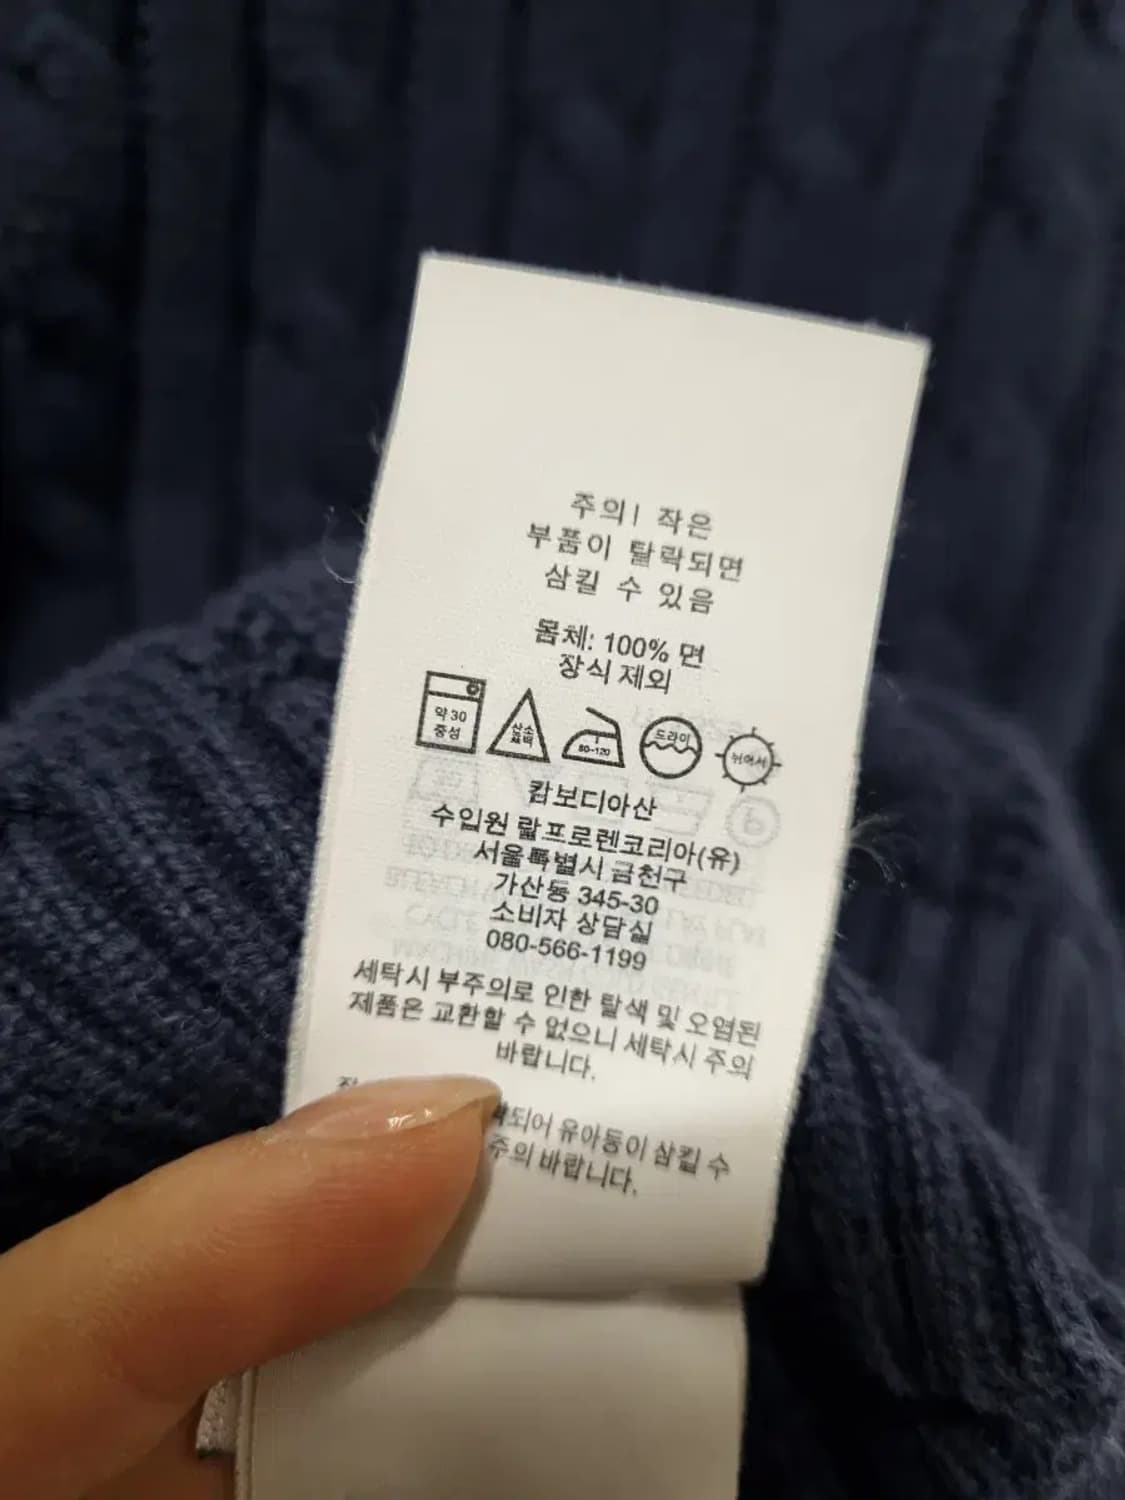 주의! 작은
부품이 탈락되면
삼킬 수 있음
몸체: 100% 면
장식 제외
약 30
중성
산소
표백
80-120
드라이
뉘어서
캄보디아산
수입원 랄프로렌코리아(유)
서울특별시 금천구
가산동 345-30
소비자 상담실
080-566-1199
세탁시 부주의로 인한 탈색 및 오염된
제품은 교환할 수 없으니 세탁시 주의
바랍니다.
유아동이 삼킬 수
주의 바랍니다.